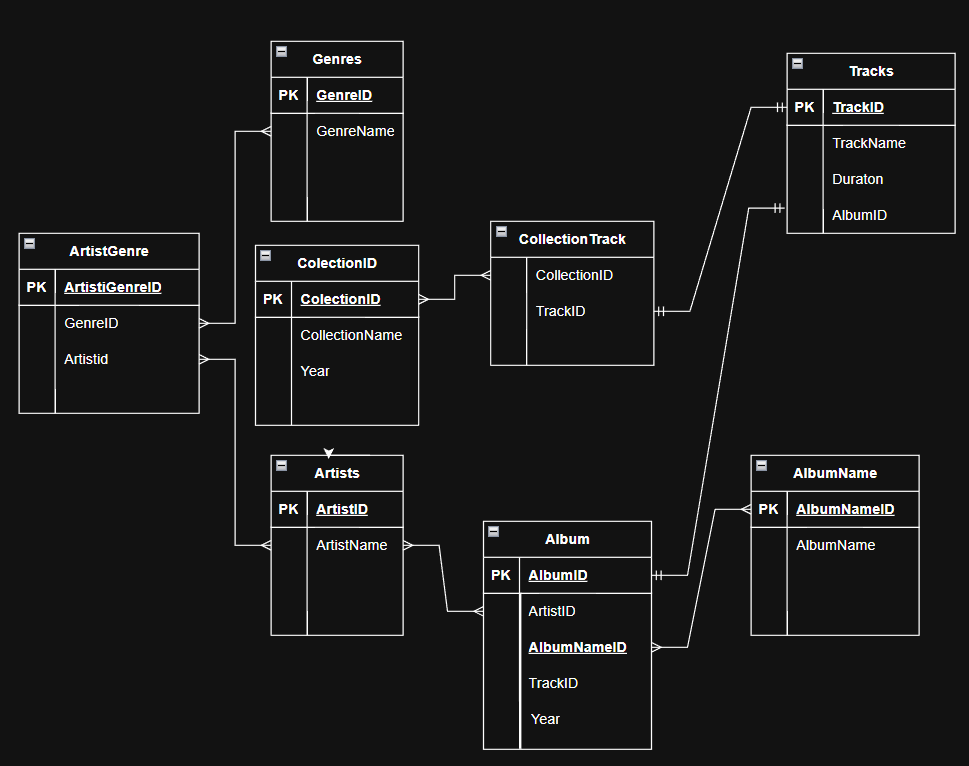 Genres
PK GenreID
GenreName
Tracks
PK TrackID
TrackName
Duraton
AlbumID
ArtistGenre
PK ArtistiGenreID
GenreID
Artistid
ColectionID
PK ColectionID
CollectionName
Year
CollectionTrack
CollectionID
TrackID
Artists
PK ArtistID
ArtistName
Album
PK AlbumID
ArtistID
AlbumNameID
TrackID
Year
AlbumName
PK AlbumNameID
AlbumName